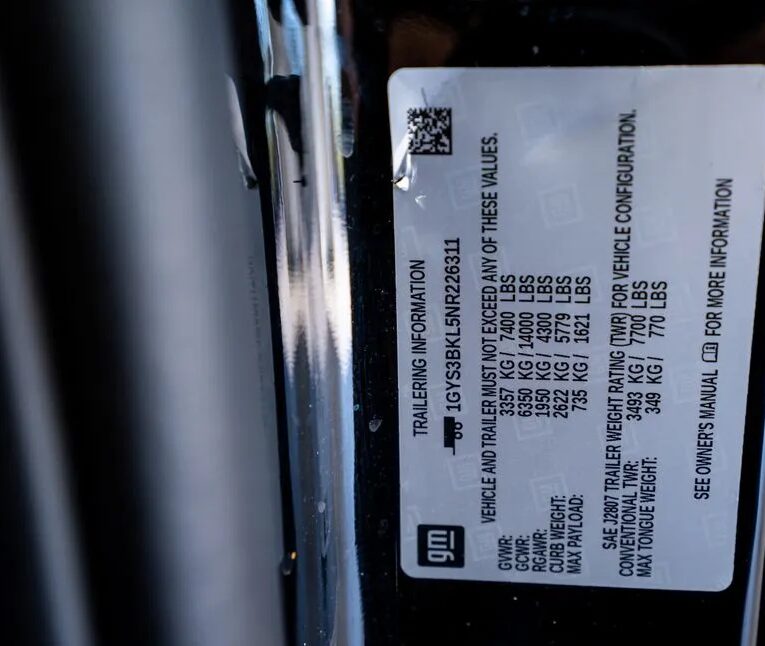 TRAILERING INFORMATION
1GYS3BKL5NR226311
VEHICLE AND TRAILER MUST NOT EXCEED ANY OF THESE VALUES.
GVWR: 3357 KG / 7400 LBS
GCWR: 6350 KG / 14000 LBS
RGAWR: 1950 KG / 4300 LBS
CURB WEIGHT: 2622 KG / 5779 LBS
MAX PAYLOAD: 735 KG / 1621 LBS
SAE J2807 TRAILER WEIGHT RATING (TWR) FOR VEHICLE CONFIGURATION.
CONVENTIONAL TWR: 3493 KG / 7700 LBS
MAX TONGUE WEIGHT: 349 KG / 770 LBS
SEE OWNER'S MANUAL FOR MORE INFORMATION
gm